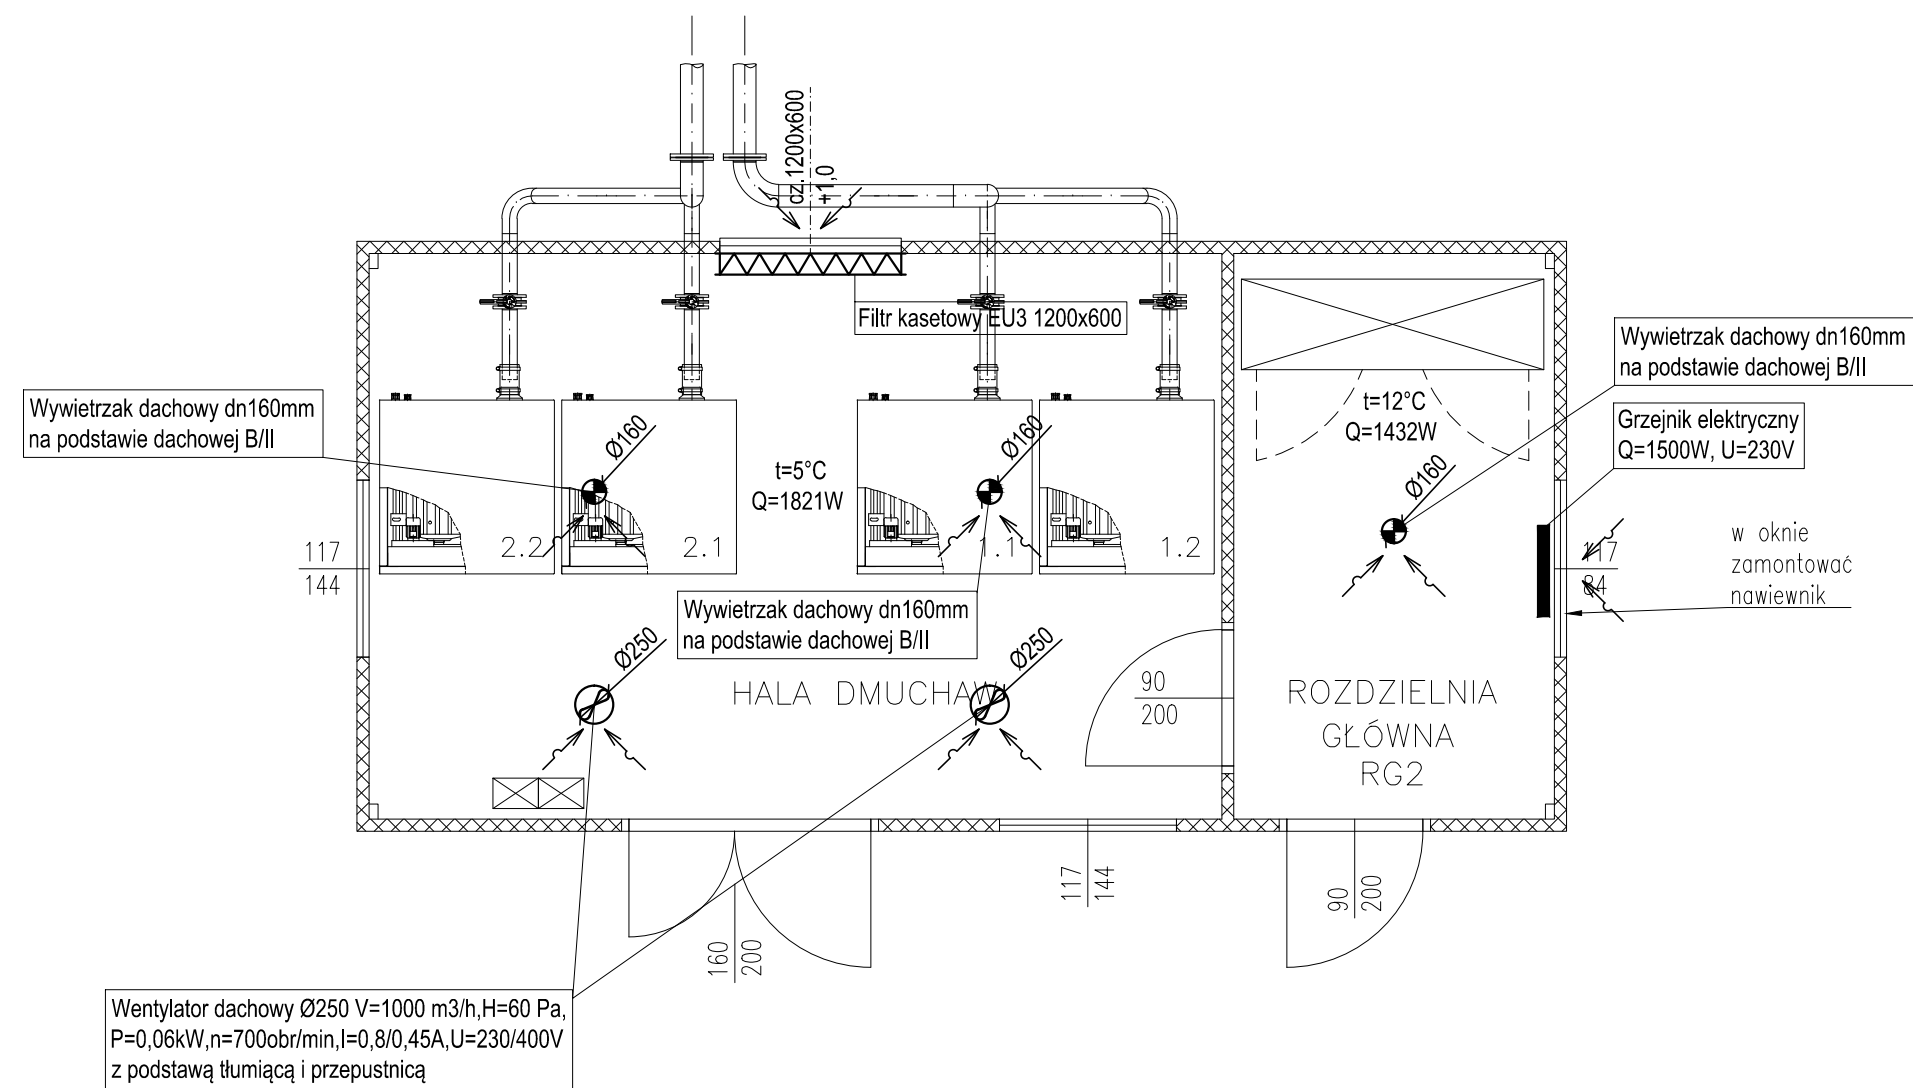 cz.1200x600
+1,0
Filtr kasetowy EU3 1200x600
Wywietrzak dachowy dn160mm
na podstawie dachowej B/II
Wywietrzak dachowy dn160mm
na podstawie dachowej B/II
Grzejnik elektryczny
Q=1500W, U=230V
t=12°C
Q=1432W
Ø160
Ø160
Ø160
t=5°C
Q=1821W
2.2
2.1
1.1
1.2
117
144
117
84
w oknie
zamontować
nawiewnik
Wywietrzak dachowy dn160mm
na podstawie dachowej B/II
Ø250
Ø250
HALA DMUCHAW
90
200
ROZDZIELNIA
GŁÓWNA
RG2
117
144
90
200
160
200
Wentylator dachowy Ø250 V=1000 m3/h,H=60 Pa,
P=0,06kW,n=700obr/min,I=0,8/0,45A,U=230/400V
z podstawą tłumiącą i przepustnicą